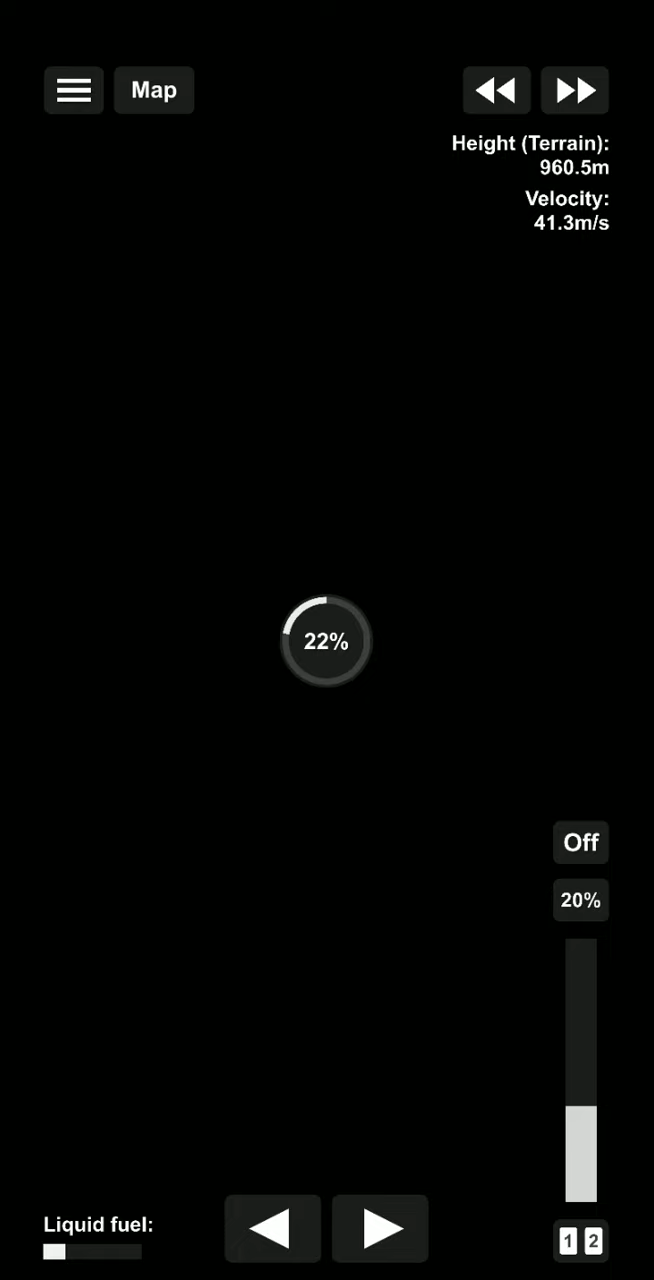 Map
Height (Terrain):
960.5m
Velocity:
41.3m/s
22%
Off
20%
Liquid fuel:
1 2